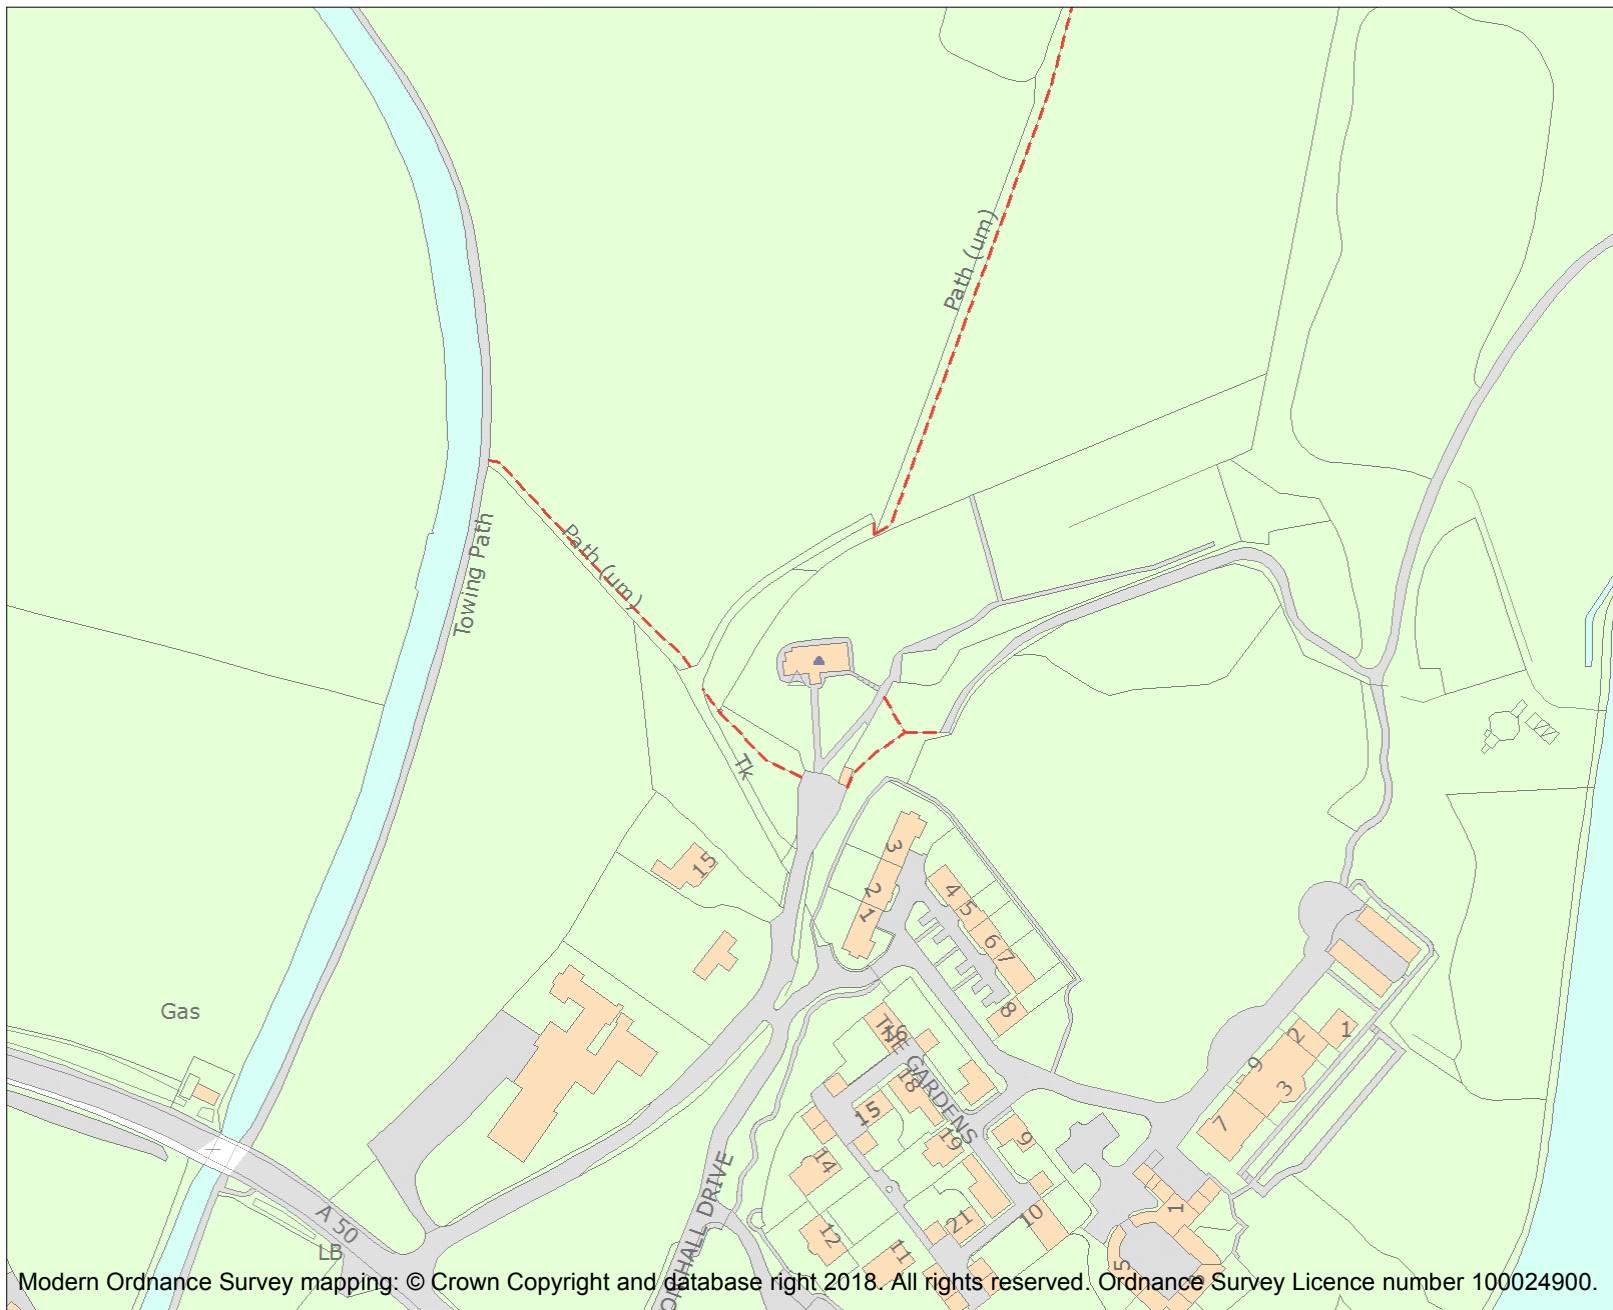 Path (um)
Path (um)
Towing Path
Tk
15
3
2
1
4
5
6
7
8
Gas
16
THE GARDENS
18
15
19
9
14
10
21
12
11
1
2
9
3
7
1
5
A 50
LB
Modern Ordnance Survey mapping: © Crown Copyright and database right 2018. All rights reserved. Ordnance Survey Licence number 100024900.